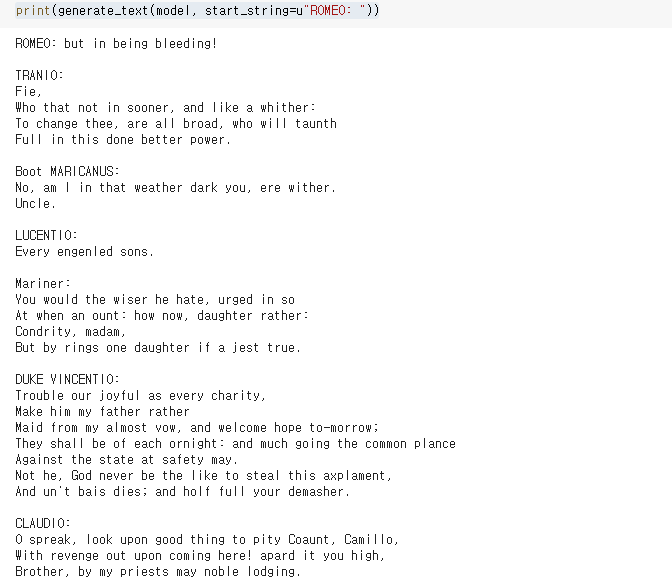 print(generate_text(model, start_string=u"ROMEO: "))
ROMEO: but in being bleeding!
TRANIO:
Fie,
Who that not in sooner, and like a whither:
To change thee, are all broad, who will taunth
Full in this done better power.
Boot MARICANUS:
No, am I in that weather dark you, ere wither.
Uncle.
LUCENTIO:
Every engenled sons.
Mariner:
You would the wiser he hate, urged in so
At when an ount: how now, daughter rather:
Condrity, madam,
But by rings one daughter if a jest true.
DUKE VINCENTIO:
Trouble our joyful as every charity,
Make him my father rather
Maid from my almost vow, and welcome hope to-morrow;
They shall be of each ornight: and much going the common plance
Against the state at safety may.
Not he, God never be the like to steal this axplament,
And un't bais dies; and holf full your demasher.
CLAUDIO:
O spreak, look upon good thing to pity Coaunt, Camillo,
With revenge out upon coming here! apard it you high,
Brother, by my priests may noble lodging.